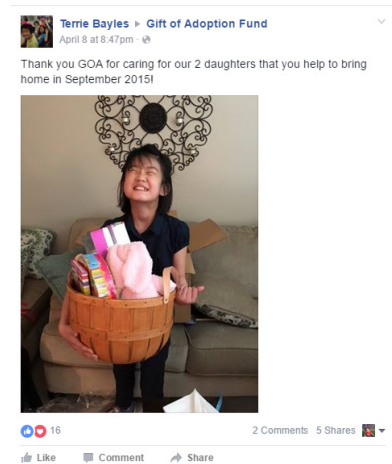 Terrie Bayles ▸ Gift of Adoption Fund
April 8 at 8:47pm ·
Thank you GOA for caring for our 2 daughters that you help to bring
home in September 2015!
16 2 Comments 5 Shares
Like Comment Share